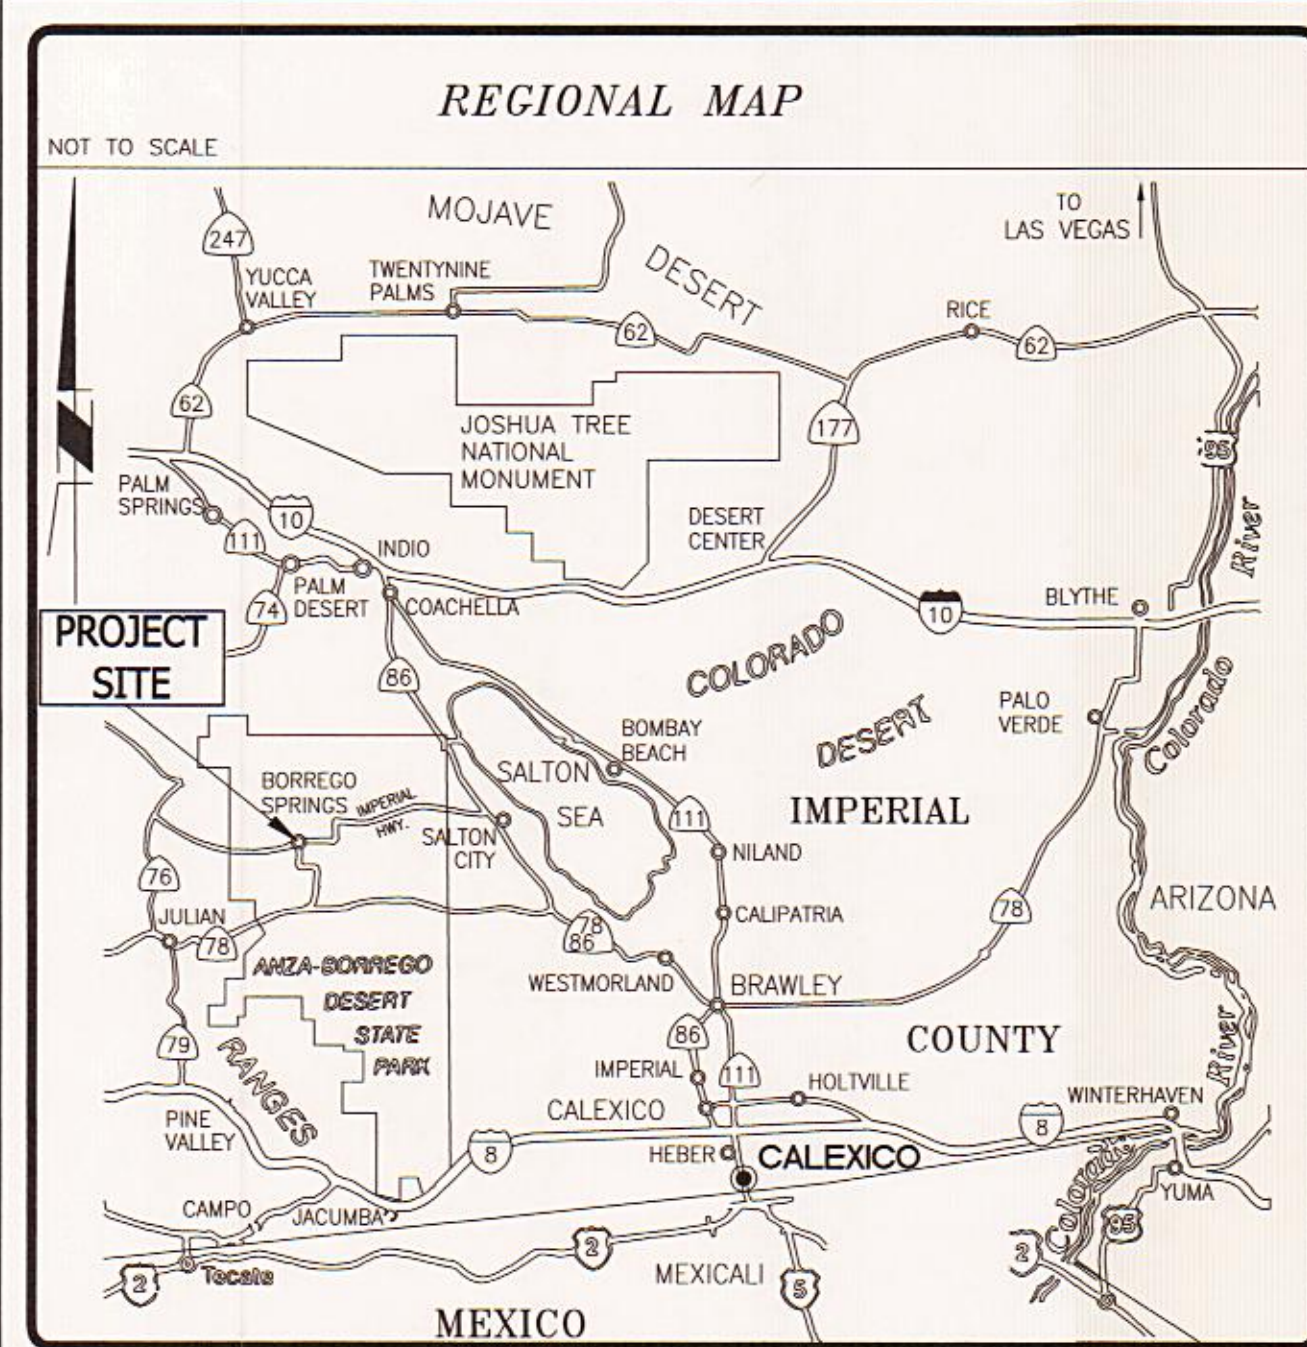 REGIONAL MAP
NOT TO SCALE
TO
LAS VEGAS
MOJAVE
DESERT
247
YUCCA
VALLEY
TWENTYNINE
PALMS
62
RICE
62
62
JOSHUA TREE
NATIONAL
MONUMENT
177
95
PALM
SPRINGS
10
111
INDIO
DESERT
CENTER
River
PALM
DESERT
74
COACHELLA
10
BLYTHE
PROJECT
SITE
86
COLORADO
DESERT
PALO
VERDE
Colorado
BOMBAY
BEACH
SALTON
SEA
BORREGO
SPRINGS
IMPERIAL
HWY.
SALTON
CITY
111
IMPERIAL
NILAND
76
JULIAN
78
78
86
CALIPATRIA
78
ARIZONA
ANZA-BORREGO
DESERT
STATE
PARK
WESTMORLAND
BRAWLEY
79
RANGES
86
COUNTY
River
IMPERIAL
111
HOLTVILLE
WINTERHAVEN
PINE
VALLEY
CALEXICO
8
8
HEBER
CALEXICO
Colorado
YUMA
CAMPO
JACUMBA
2
Tecate
2
MEXICALI
5
2
95
MEXICO